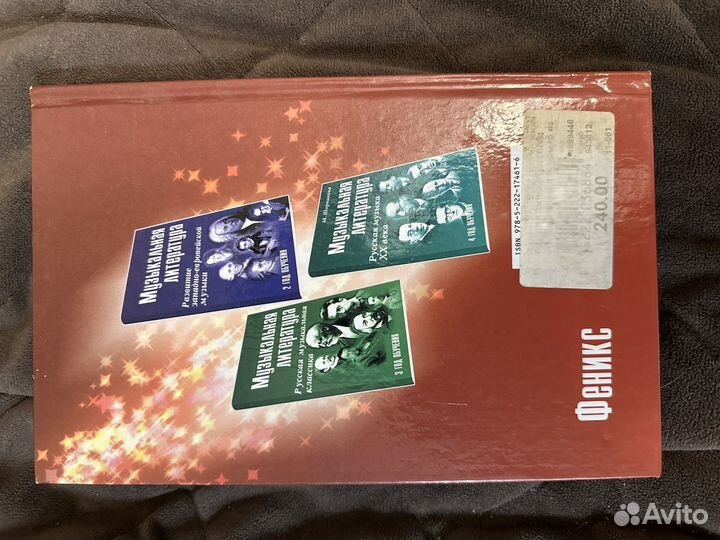 Музыкальная
литература
Развитие
западно-европейской
музыки
2 ГОД ОБУЧЕНИЯ
М. Шорникова
Музыкальная
литература
Русская музыка
XX века
4 ГОД ОБУЧЕНИЯ
Музыкальная
литература
Русская музыкальная
классика
3 ГОД ОБУЧЕНИЯ
ISBN 978-5-222-17461-6
240.00
Феникс
Avito